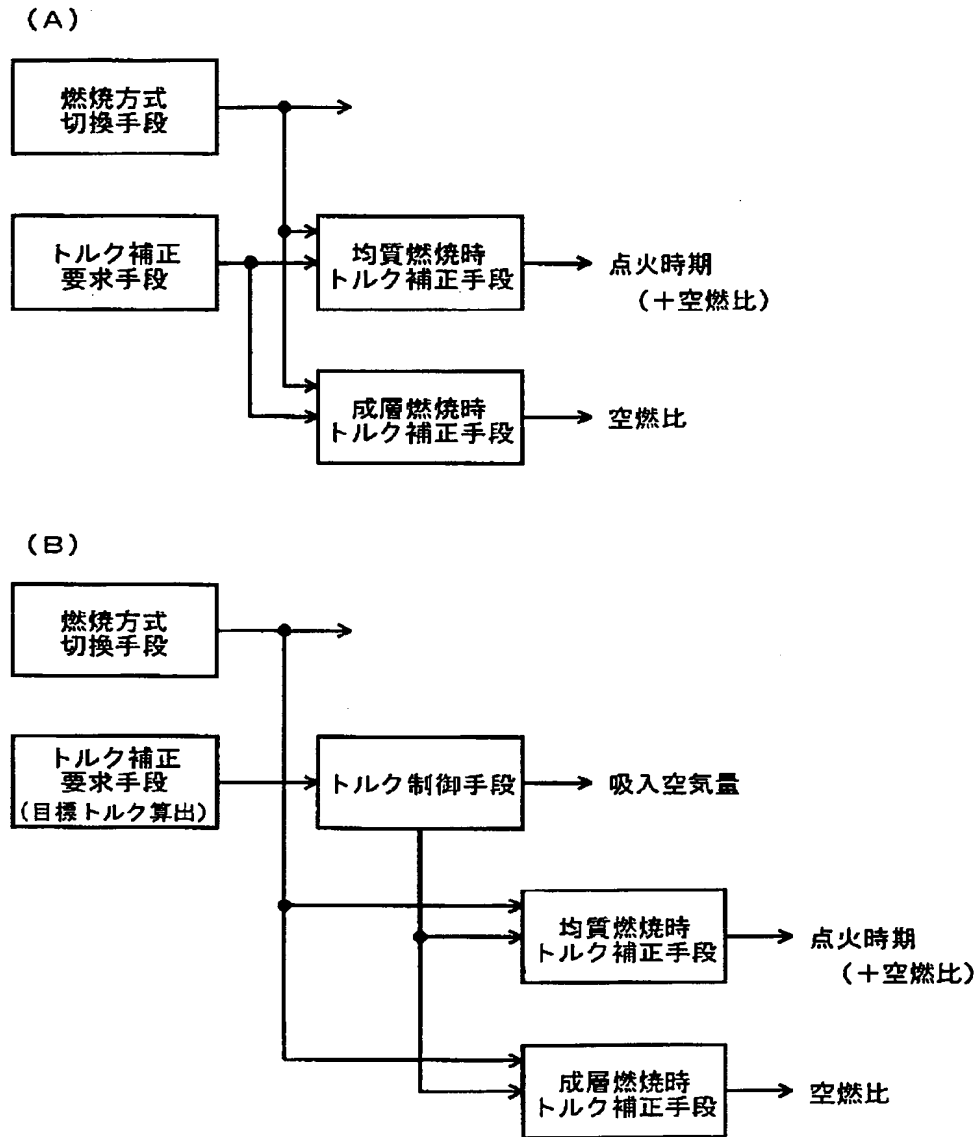 (A)
燃焼方式
切換手段
トルク補正
要求手段
均質燃焼時
トルク補正手段
点火時期
(+空燃比)
成層燃焼時
トルク補正手段
空燃比
(B)
燃焼方式
切換手段
トルク補正
要求手段
(目標トルク算出)
トルク制御手段
吸入空気量
均質燃焼時
トルク補正手段
点火時期
(+空燃比)
成層燃焼時
トルク補正手段
空燃比